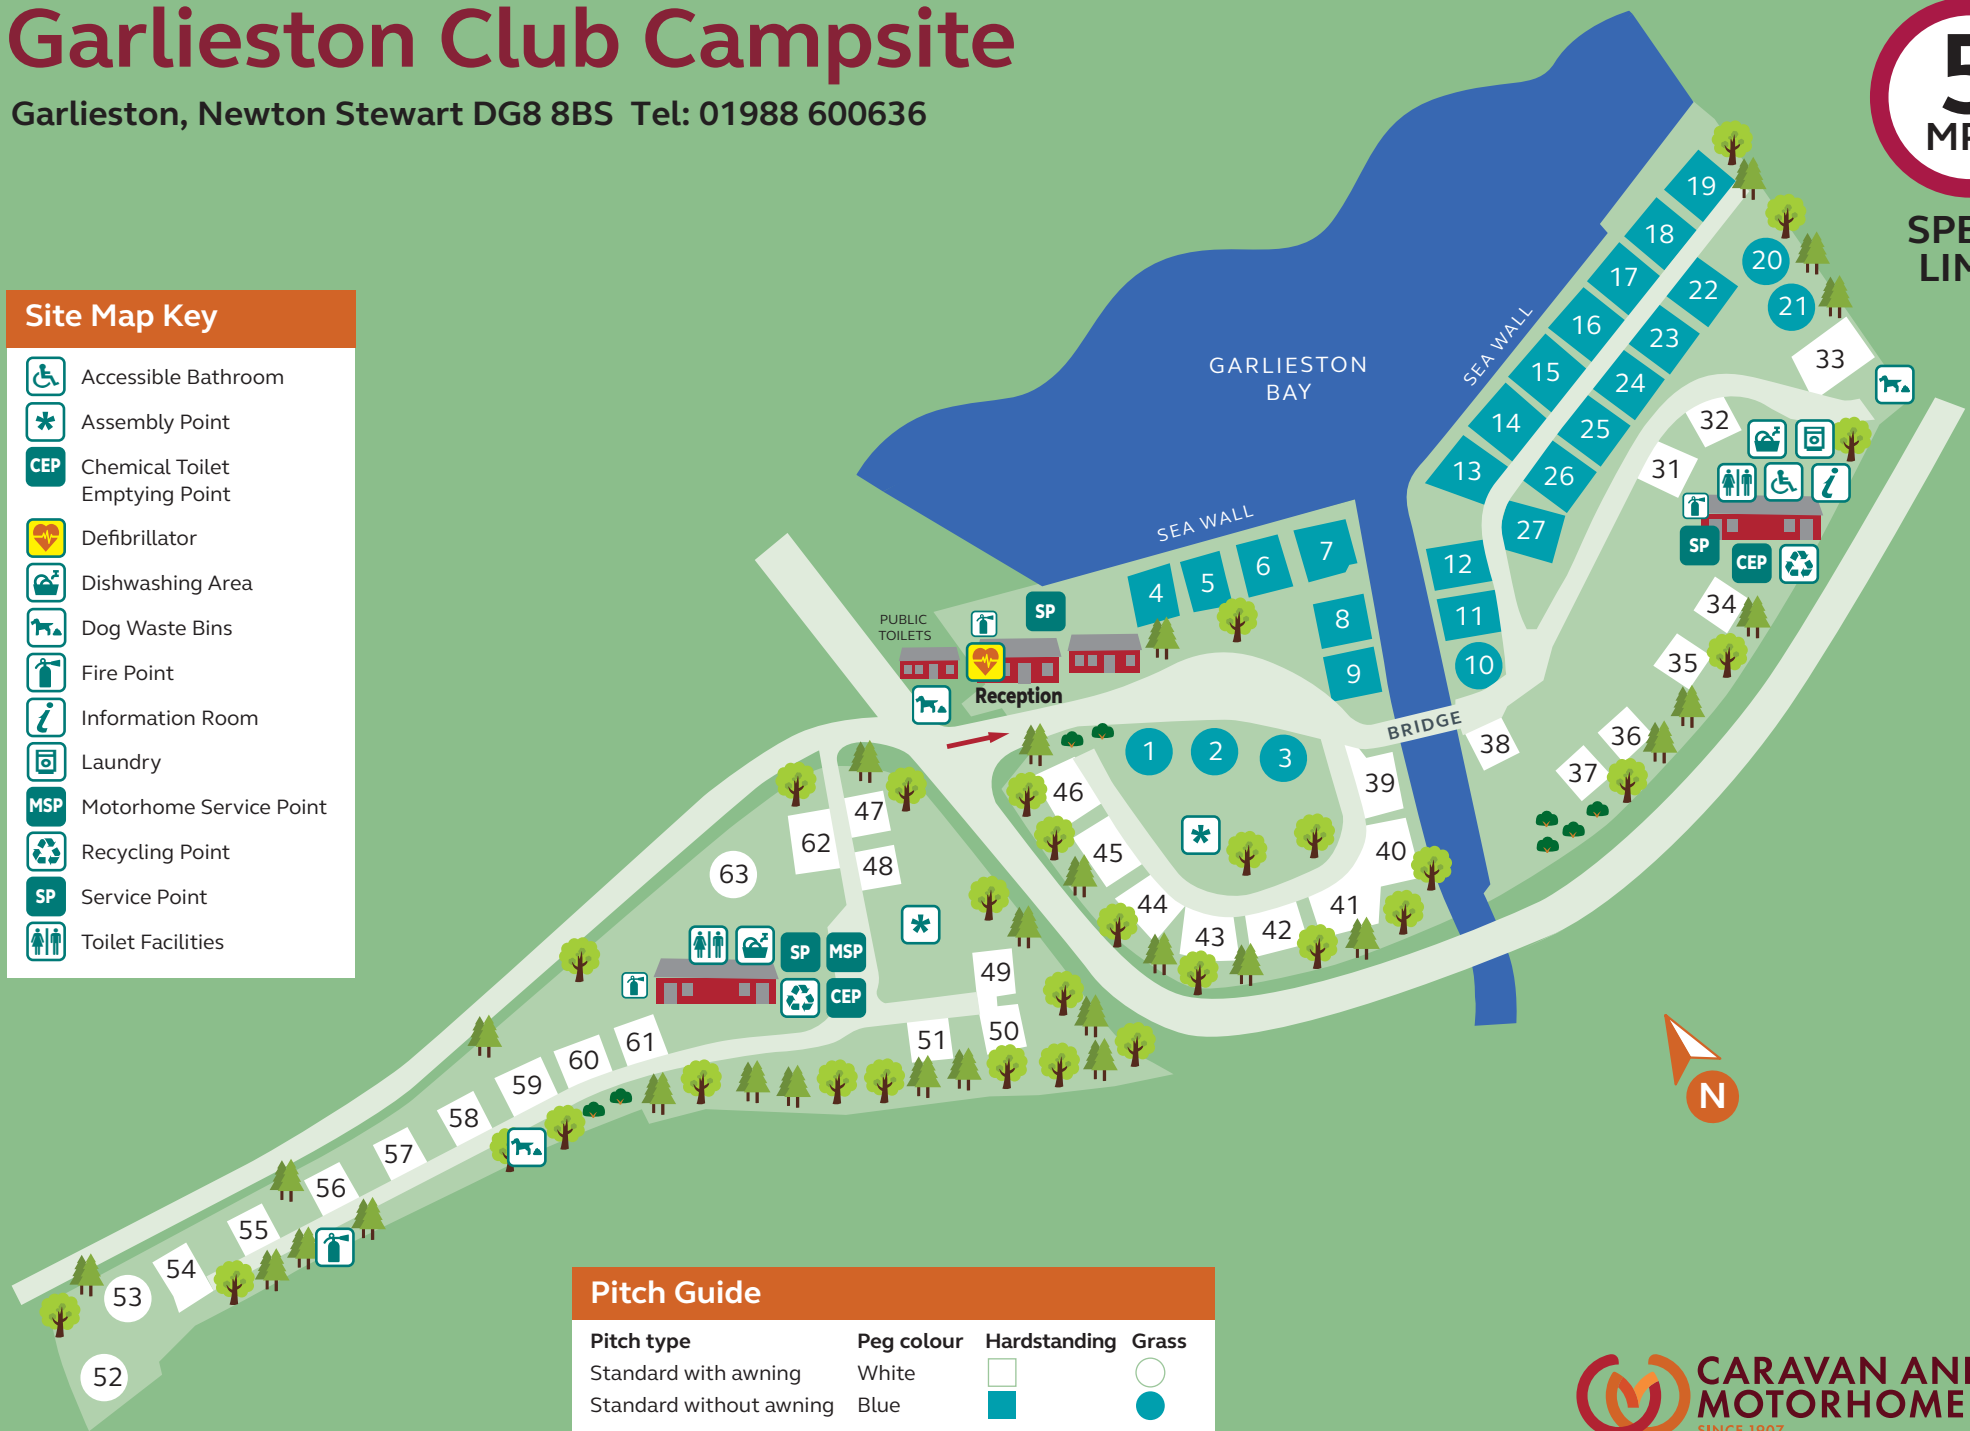 Garlieston Club Campsite
Garlieston, Newton Stewart DG8 8BS Tel: 01988 600636
5
Site Map Key
Accessible Bathroom
Assembly Point
CEP Chemical Toilet
Emptying Point
Defibrillator
Dishwashing Area
Dog Waste Bins
Fire Point
i Information Room
Laundry
MSP Motorhome Service Point
Recycling Point
SP Service Point
Toilet Facilities
GARLIESTON
BAY
SEA WALL
SEA WALL
PUBLIC
TOILETS
SP
Reception
BRIDGE
1
2
3
4
5
6
7
8
9
10
11
12
13
14
15
16
17
18
19
20
21
22
23
24
25
26
27
31
32
33
i
SP
CEP
34
35
36
37
38
39
40
41
42
43
44
45
46
47
48
49
50
51
52
53
54
55
56
57
58
59
60
61
62
63
SP
MSP
CEP
N
Pitch Guide
Pitch type Peg colour Hardstanding Grass
Standard with awning White
Standard without awning Blue
CARAVAN
MOTORHOME
SINCE 1907